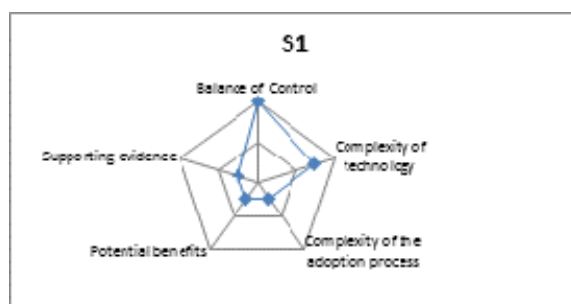 S1
Balance of Control
Supporting evidence
Complexity of
technology
Potential benefits
Complexity of the
adoption process